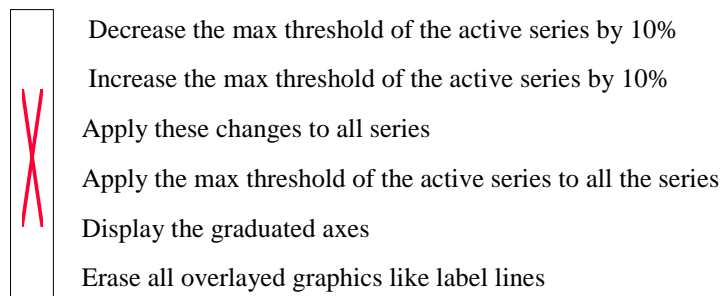 Decrease the max threshold of the active series by 10%
Increase the max threshold of the active series by 10%
Apply these changes to all series
Apply the max threshold of the active series to all the series
Display the graduated axes
Erase all overlayed graphics like label lines